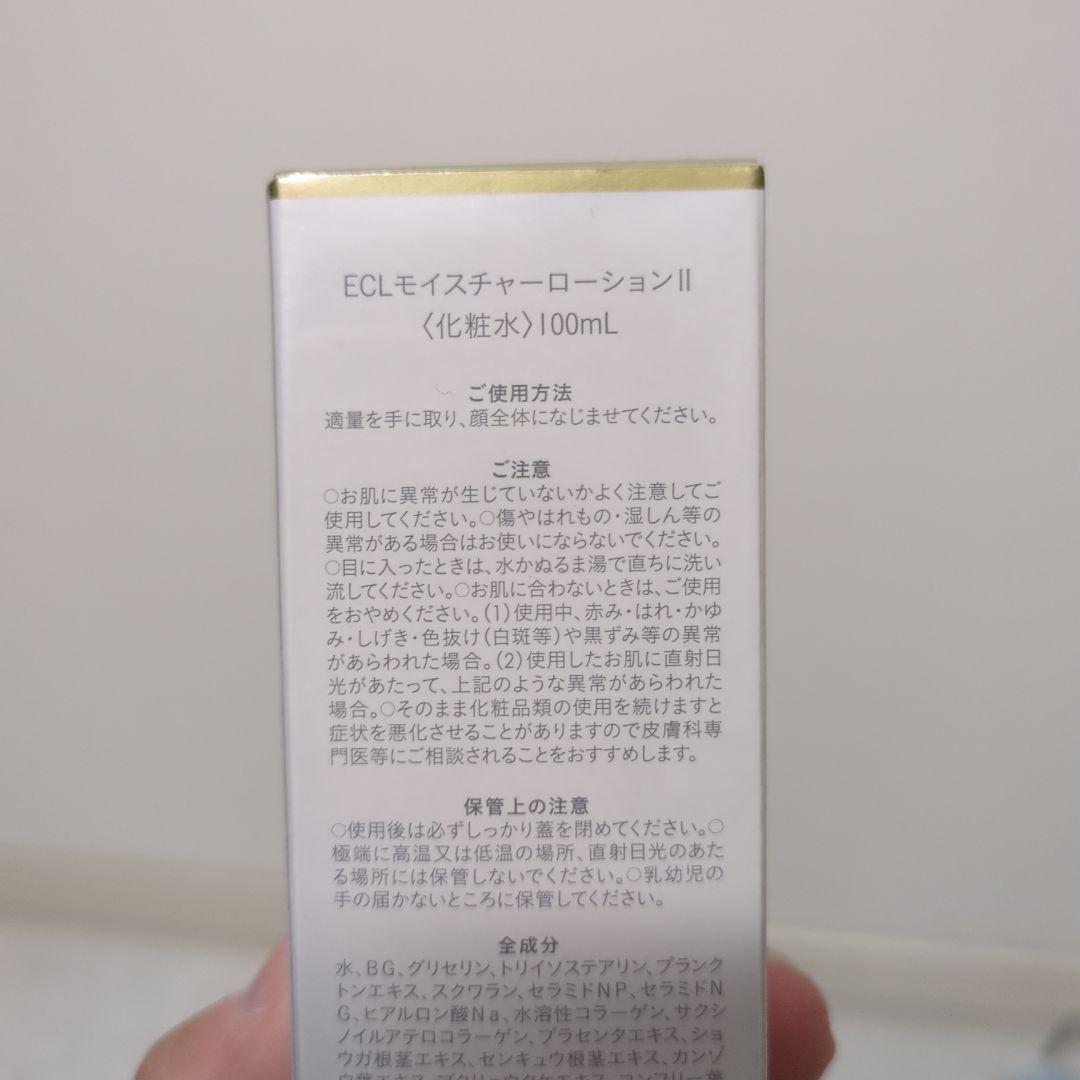 ECLモイスチャーローションⅡ
〈化粧水〉100mL
ご使用方法
適量を手に取り、顔全体になじませてください。
ご注意
○お肌に異常が生じていないかよく注意してご
使用してください。○傷やはれもの・湿しん等の
異常がある場合はお使いにならないでください。
○目に入ったときは、水かぬるま湯で直ちに洗い
流してください。○お肌に合わないときは、ご使用
をおやめください。(1)使用中、赤み・はれ・かゆ
み・しげき・色抜け(白斑等)や黒ずみ等の異常
があらわれた場合。(2)使用したお肌に直射日
光があたって、上記のような異常があらわれた
場合。○そのまま化粧品類の使用を続けますと
症状を悪化させることがありますので皮膚科専
門医等にご相談されることをおすすめします。
保管上の注意
○使用後は必ずしっかり蓋を閉めてください。○
極端に高温又は低温の場所、直射日光のあた
る場所には保管しないでください。○乳幼児の
手の届かないところに保管してください。
全成分
水、BG、グリセリン、トリイソステアリン、プランク
トンエキス、スクワラン、セラミドNP、セラミドN
G、ヒアルロン酸Na、水溶性コラーゲン、サクシ
ノイルアテロコラーゲン、プラセンタエキス、ショ
ウガ根茎エキス、センキュウ根茎エキス、カンゾ
ウ葉エキス、ブクリョウタケエキス、コンフリー葉